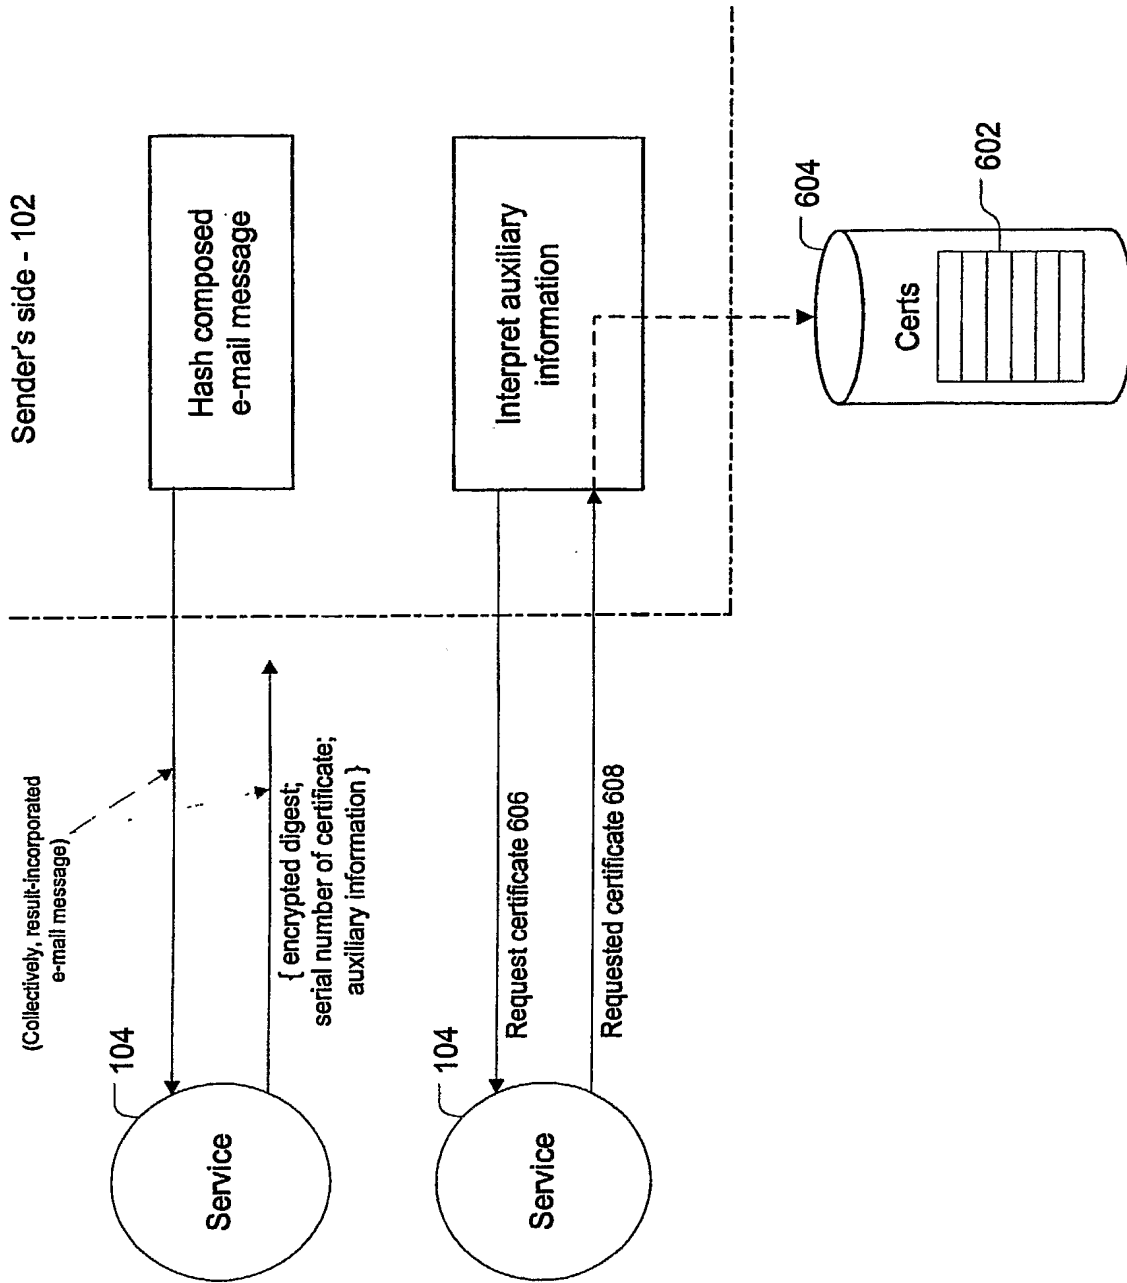 Sender's side - 102
(Collectively, result-incorporated
e-mail message)
Hash composed
e-mail message
104
Service
{ encrypted digest;
serial number of certificate;
auxiliary information }
Interpret auxiliary
information
104
Service
Request certificate 606
Requested certificate 608
604
Certs
602